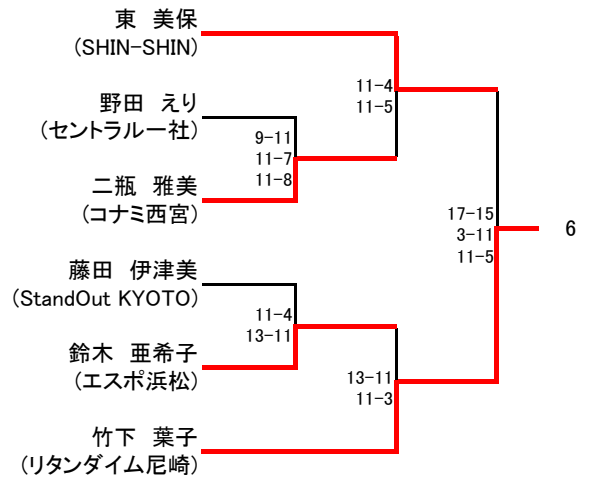 東　美保
(SHIN-SHIN)
11-4
11-5
野田　えり
(セントラル一社)
9-11
11-7
11-8
二瓶　雅美
(コナミ西宮)
17-15
3-11
11-5
6
藤田　伊津美
(StandOut KYOTO)
11-4
13-11
鈴木　亜希子
(エスポ浜松)
13-11
11-3
竹下　葉子
(リタンダイム尼崎)